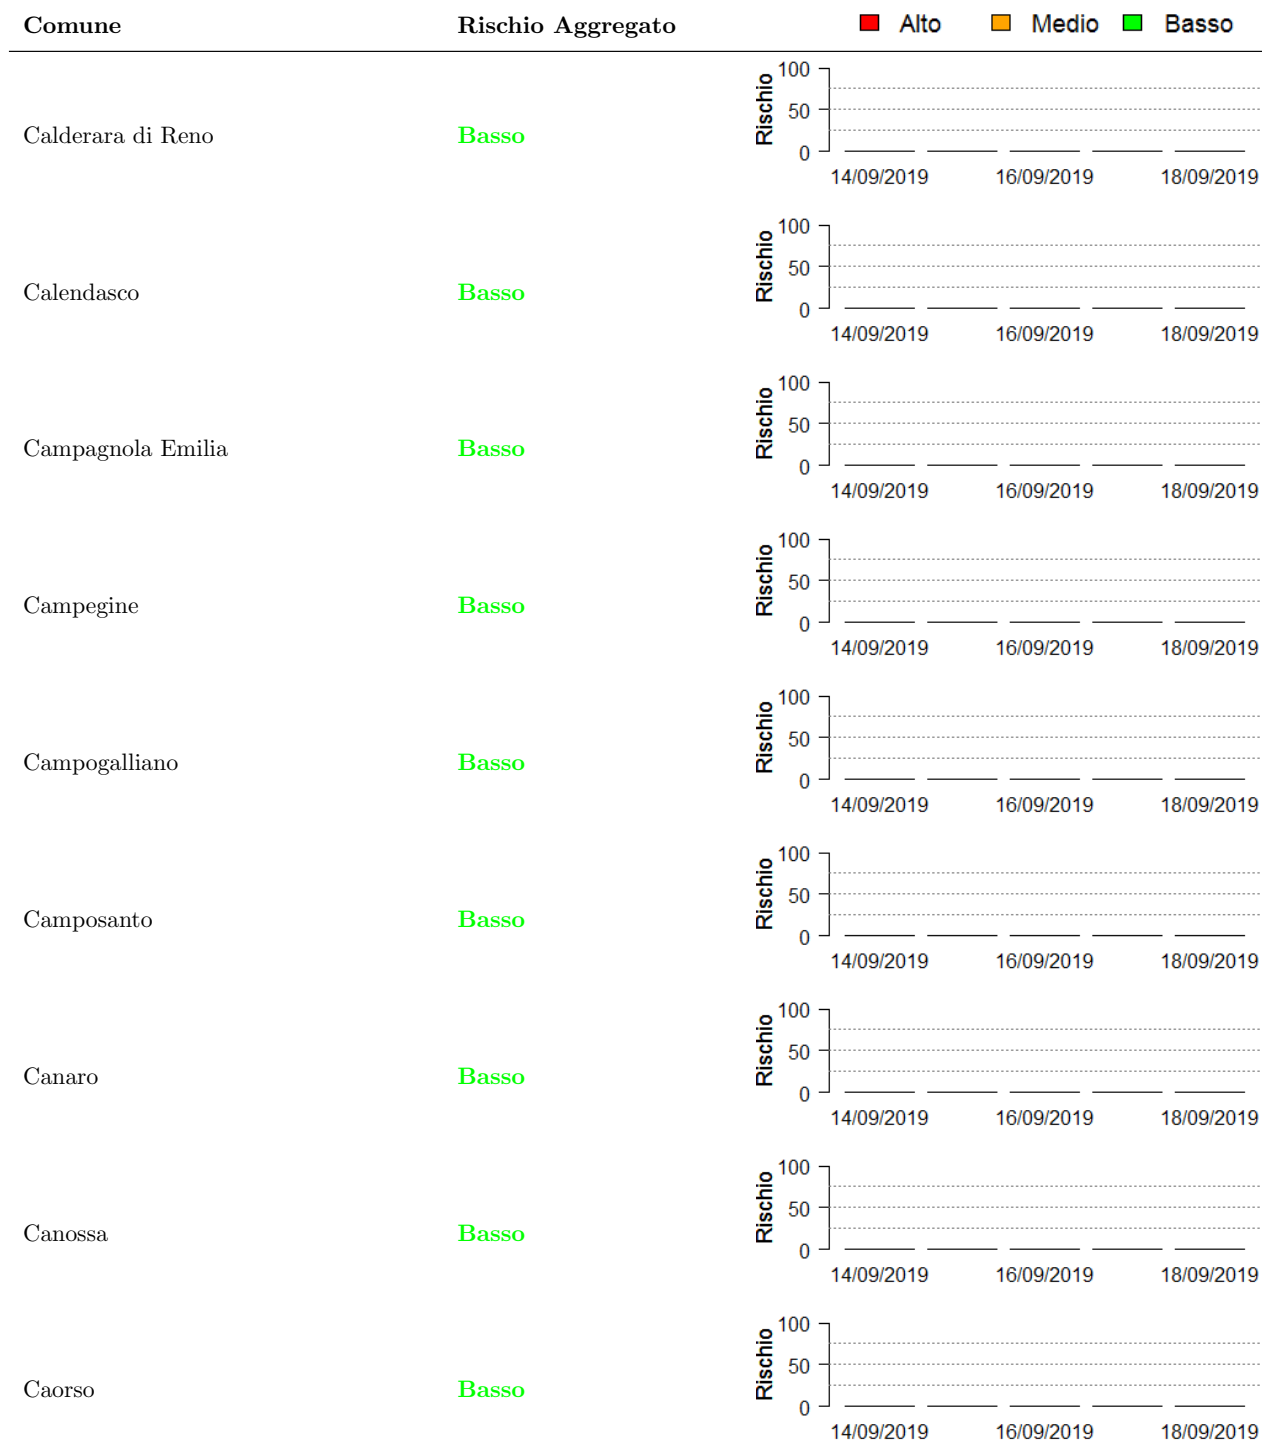 Comune Rischio Aggregato Alto Medio Basso
100
50
0
Rischio
Calderara di Reno Basso
14/09/2019 16/09/2019 18/09/2019
100
50
0
Rischio
Calendasco Basso
14/09/2019 16/09/2019 18/09/2019
100
50
0
Rischio
Campagnola Emilia Basso
14/09/2019 16/09/2019 18/09/2019
100
50
0
Rischio
Campegine Basso
14/09/2019 16/09/2019 18/09/2019
100
50
0
Rischio
Campogalliano Basso
14/09/2019 16/09/2019 18/09/2019
100
50
0
Rischio
Camposanto Basso
14/09/2019 16/09/2019 18/09/2019
100
50
0
Rischio
Canaro Basso
14/09/2019 16/09/2019 18/09/2019
100
50
0
Rischio
Canossa Basso
14/09/2019 16/09/2019 18/09/2019
100
50
0
Rischio
Caorso Basso
14/09/2019 16/09/2019 18/09/2019